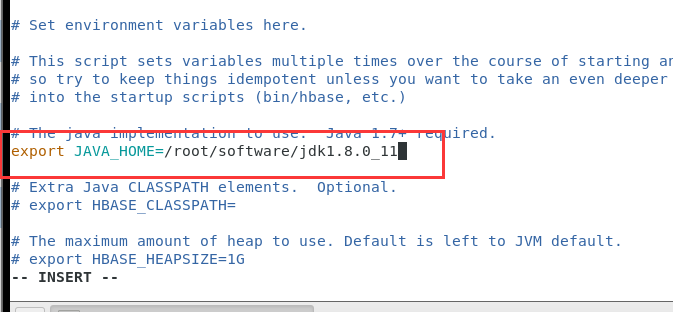 # Set environment variables here.
# This script sets variables multiple times over the course of starting an
# so try to keep things idempotent unless you want to take an even deeper
# into the startup scripts (bin/hbase, etc.)
# The java implementation to use.  Java 1.7+ required.
export JAVA_HOME=/root/software/jdk1.8.0_11
# Extra Java CLASSPATH elements.  Optional.
# export HBASE_CLASSPATH=
# The maximum amount of heap to use. Default is left to JVM default.
# export HBASE_HEAPSIZE=1G
-- INSERT --